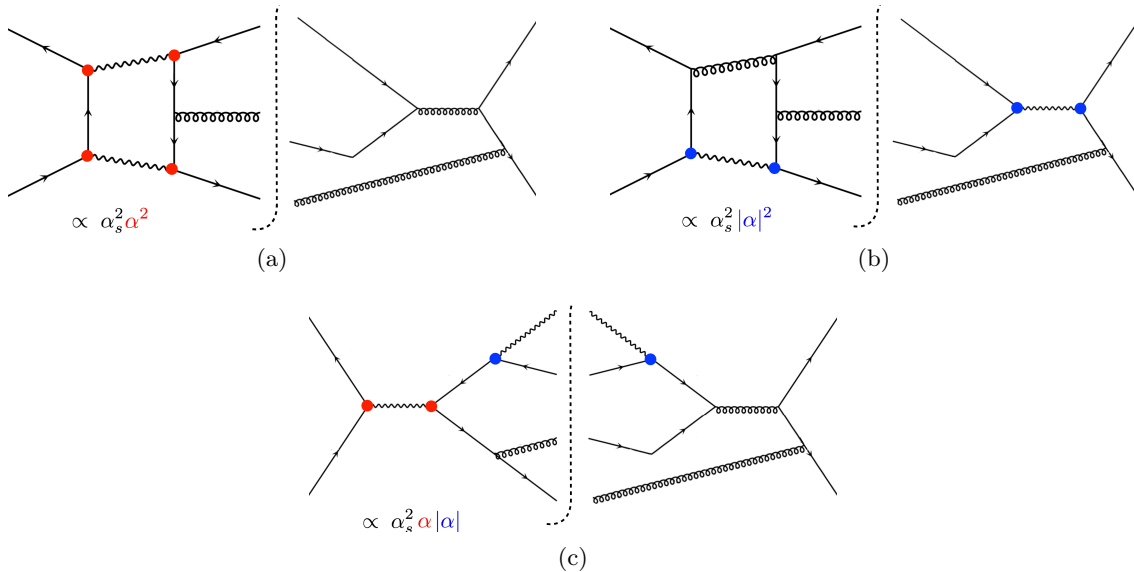 ∝ α_s^2 α^2
∝ α_s^2 |α|^2
(a)
(b)
∝ α_s^2 α |α|
(c)